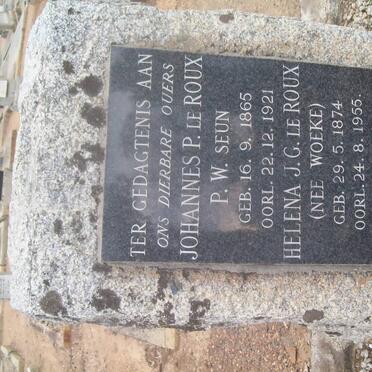 TER GEDAGTENIS AAN
ONS DIERBARE OUERS
JOHANNES P. LE ROUX
P. W. SEUN
GEB. 16. 9. 1865
OORL. 22. 12. 1921
HELENA J. G. LE ROUX
(NEE WOEKE)
GEB. 29. 5. 1874
OORL. 24. 8. 1955.